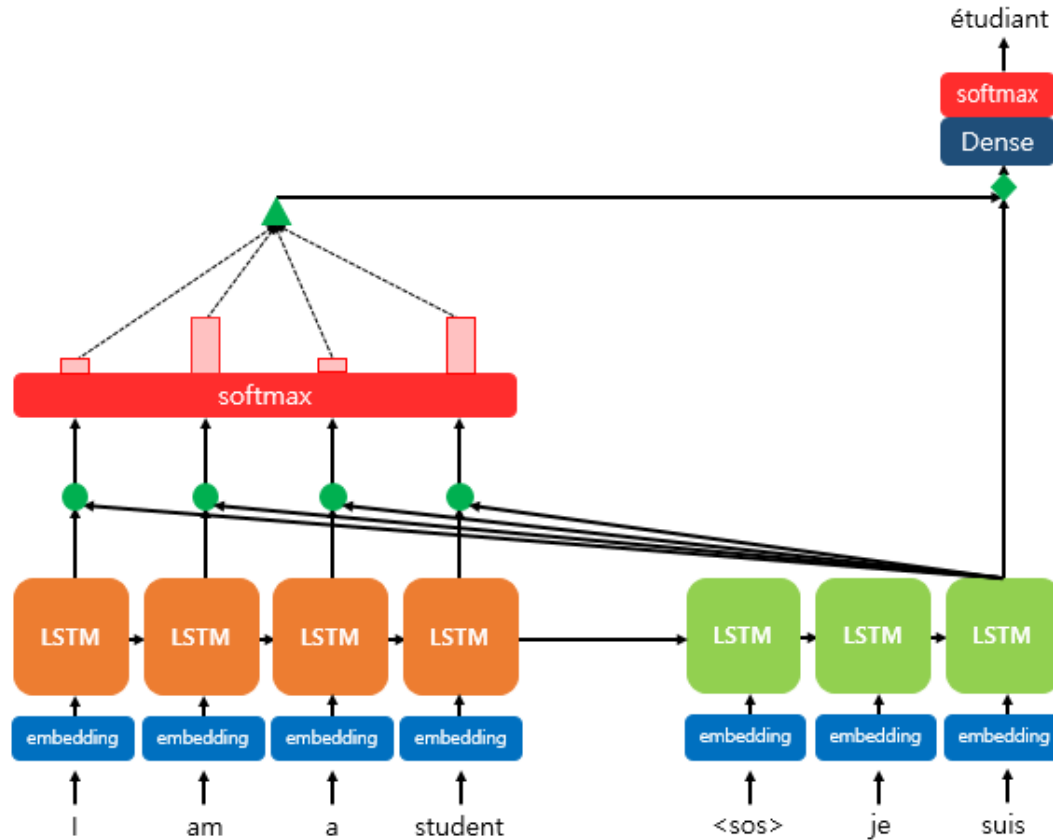 étudiant
softmax
Dense
softmax
LSTM LSTM LSTM LSTM LSTM LSTM LSTM
embedding embedding embedding embedding embedding embedding embedding
I am a student <sos> je suis